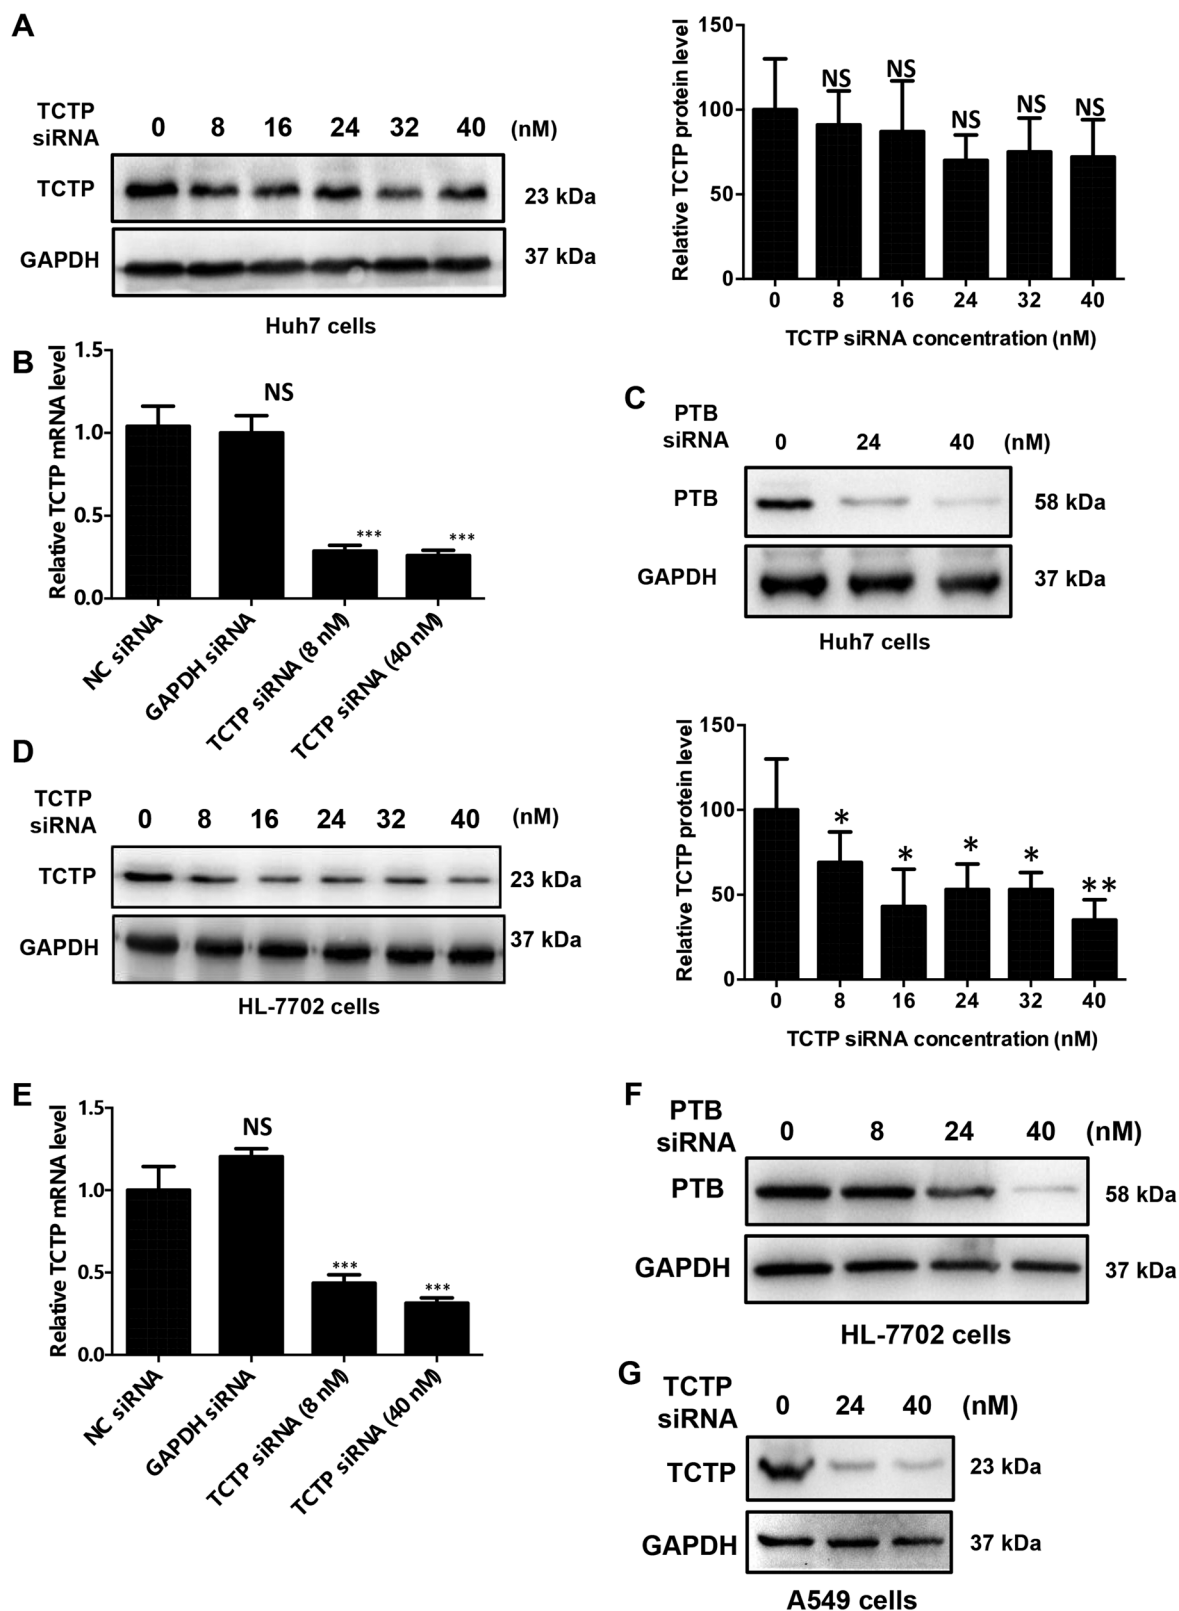 A
TCTP
siRNA
0 8 16 24 32 40 (nM)
TCTP
23 kDa
GAPDH
37 kDa
Huh7 cells
Relative TCTP protein level
150
100
50
0
NS NS NS NS NS
0 8 16 24 32 40
TCTP siRNA concentration (nM)
B
Relative TCTP mRNA level
1.5
1.0
0.5
0.0
NS
*** ***
NC siRNA
GAPDH siRNA
TCTP siRNA (8 nM)
TCTP siRNA (40 nM)
C
PTB
siRNA
0 24 40 (nM)
PTB
58 kDa
GAPDH
37 kDa
Huh7 cells
D
TCTP
siRNA
0 8 16 24 32 40 (nM)
TCTP
23 kDa
GAPDH
37 kDa
HL-7702 cells
Relative TCTP protein level
150
100
50
0
* * * * **
0 8 16 24 32 40
TCTP siRNA concentration (nM)
E
Relative TCTP mRNA level
1.5
1.0
0.5
0.0
NS
*** ***
NC siRNA
GAPDH siRNA
TCTP siRNA (8 nM)
TCTP siRNA (40 nM)
F
PTB
siRNA
0 8 24 40 (nM)
PTB
58 kDa
GAPDH
37 kDa
HL-7702 cells
G
TCTP
siRNA
0 24 40 (nM)
TCTP
23 kDa
GAPDH
37 kDa
A549 cells